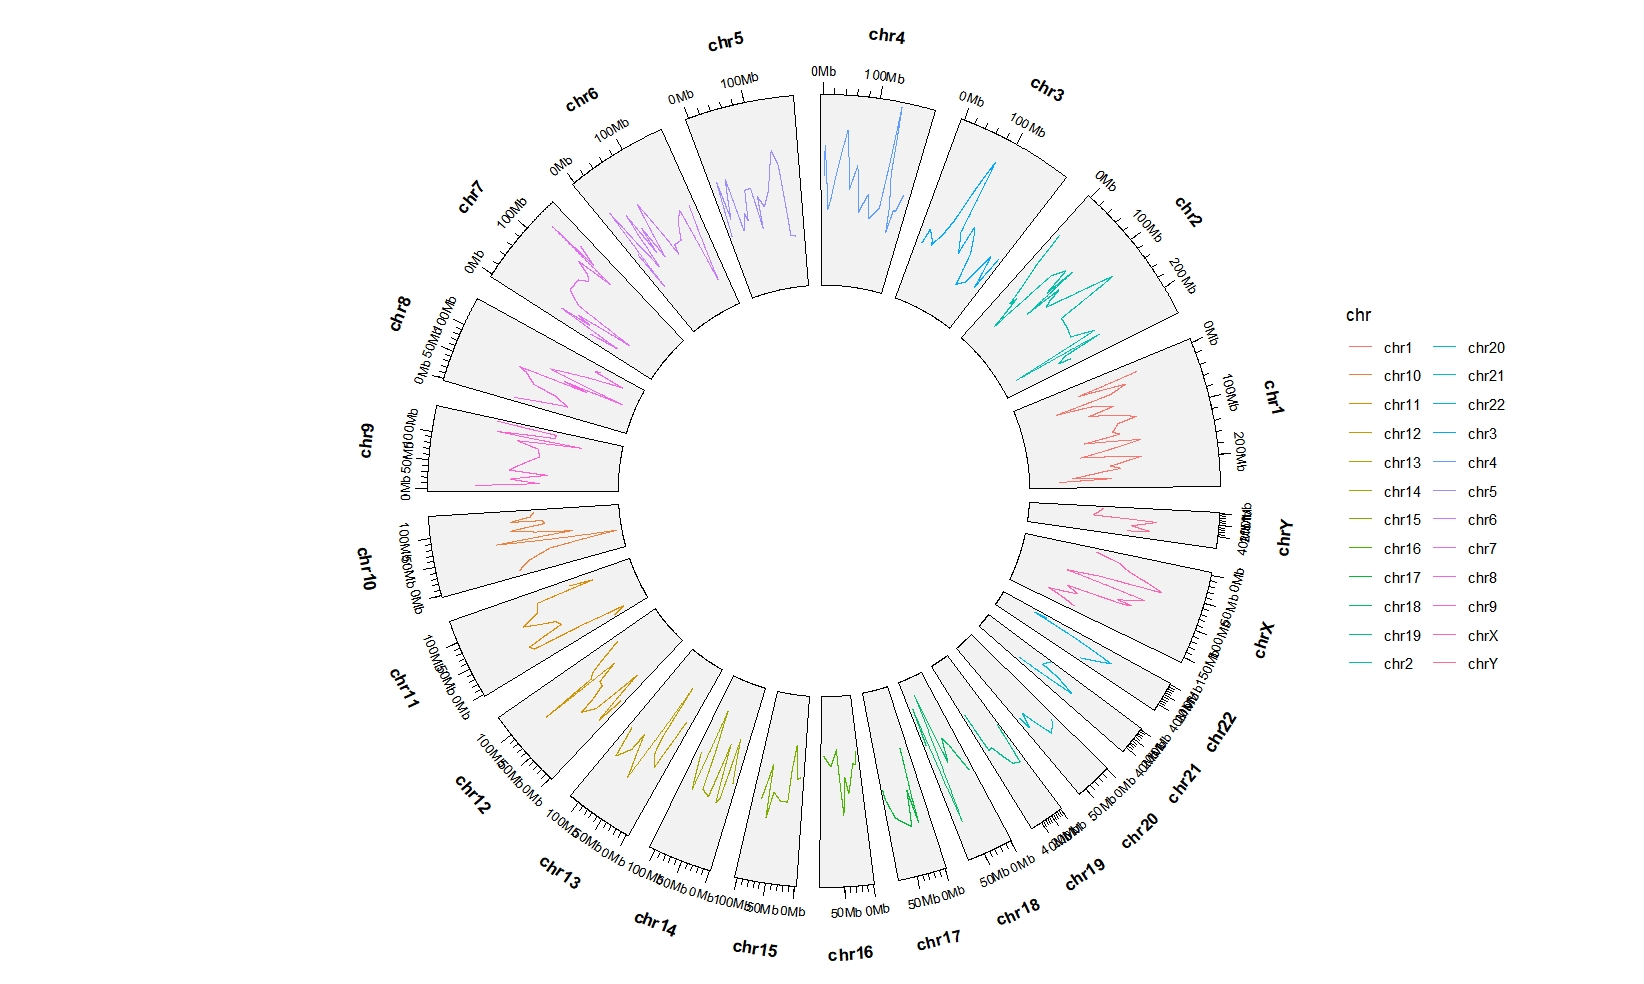 chr4
0Mb 100Mb
chr3
0Mb 100Mb
chr2
0Mb 100Mb 200Mb
chr1
0Mb 100Mb 200Mb
chrY
chrX
0Mb 50Mb 100Mb 150Mb
chr22
chr21
chr20
0Mb 50Mb
chr19
chr18
0Mb 50Mb
chr17
0Mb 50Mb
chr16
0Mb 50Mb
chr15
0Mb 50Mb 100Mb
chr14
0Mb 50Mb 100Mb
chr13
0Mb 50Mb 100Mb
chr12
0Mb 50Mb 100Mb
chr11
0Mb 50Mb 100Mb
chr10
0Mb 50Mb 100Mb
chr9
0Mb 50Mb 100Mb
chr8
0Mb 50Mb 100Mb
chr7
0Mb 100Mb
chr6
0Mb 100Mb
chr5
0Mb 100Mb
chr
chr1 chr20
chr10 chr21
chr11 chr22
chr12 chr3
chr13 chr4
chr14 chr5
chr15 chr6
chr16 chr7
chr17 chr8
chr18 chr9
chr19 chrX
chr2 chrY